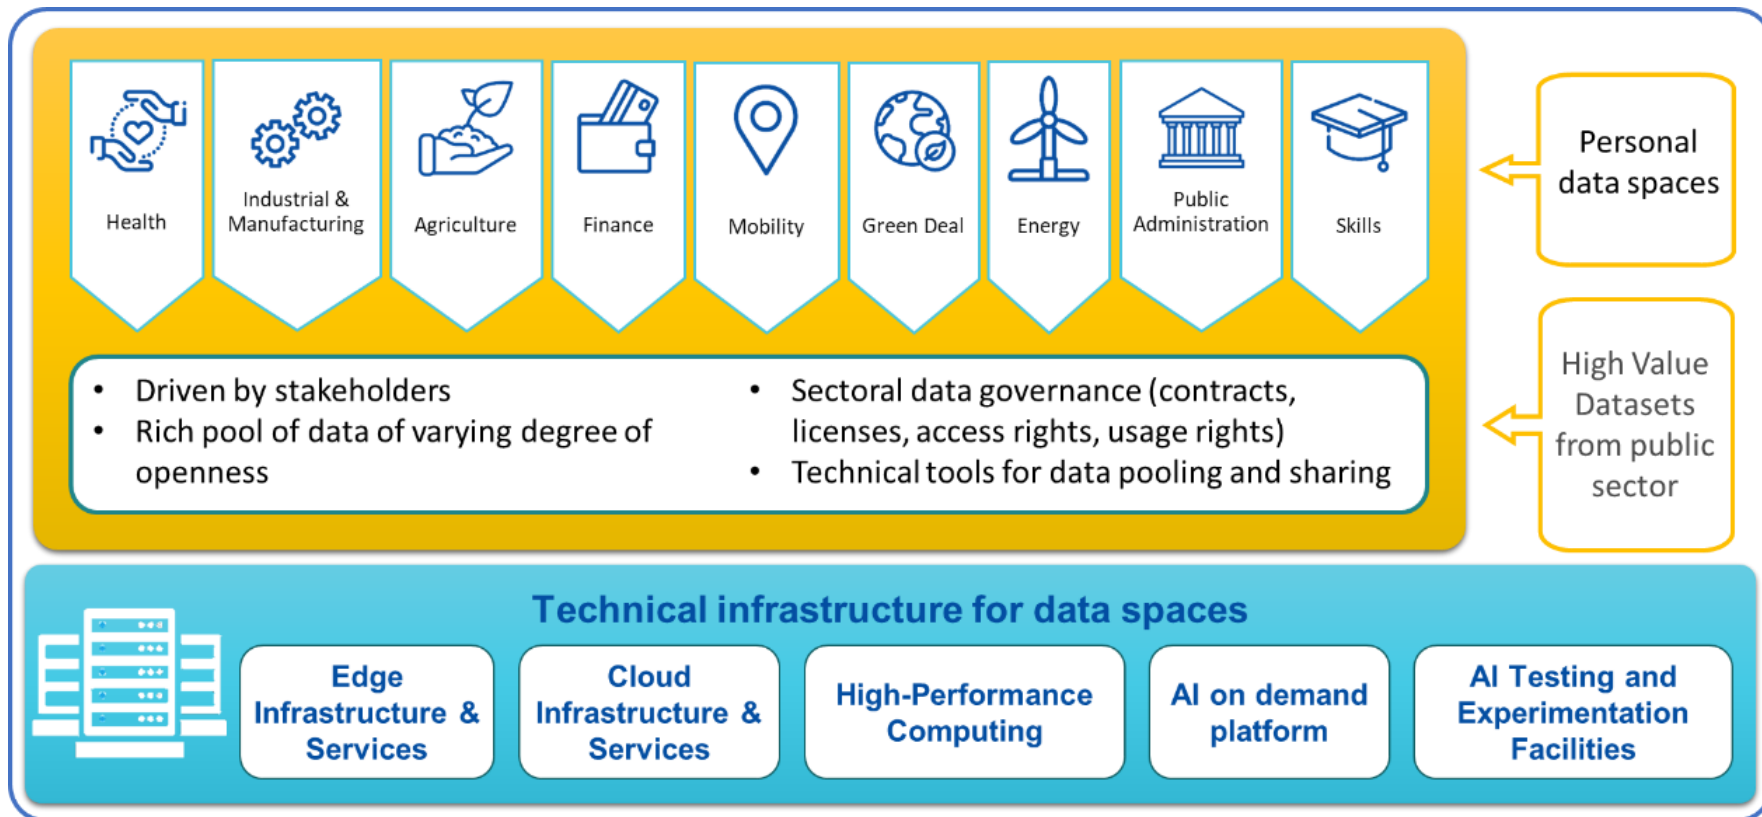 Health
Industrial &
Manufacturing
Agriculture
Finance
Mobility
Green Deal
Energy
Public
Administration
Skills
• Driven by stakeholders
• Rich pool of data of varying degree of
openness
• Sectoral data governance (contracts,
licenses, access rights, usage rights)
• Technical tools for data pooling and sharing
Personal
data spaces
High Value
Datasets
from public
sector
Technical infrastructure for data spaces
Edge
Infrastructure &
Services
Cloud
Infrastructure &
Services
High-Performance
Computing
AI on demand
platform
AI Testing and
Experimentation
Facilities